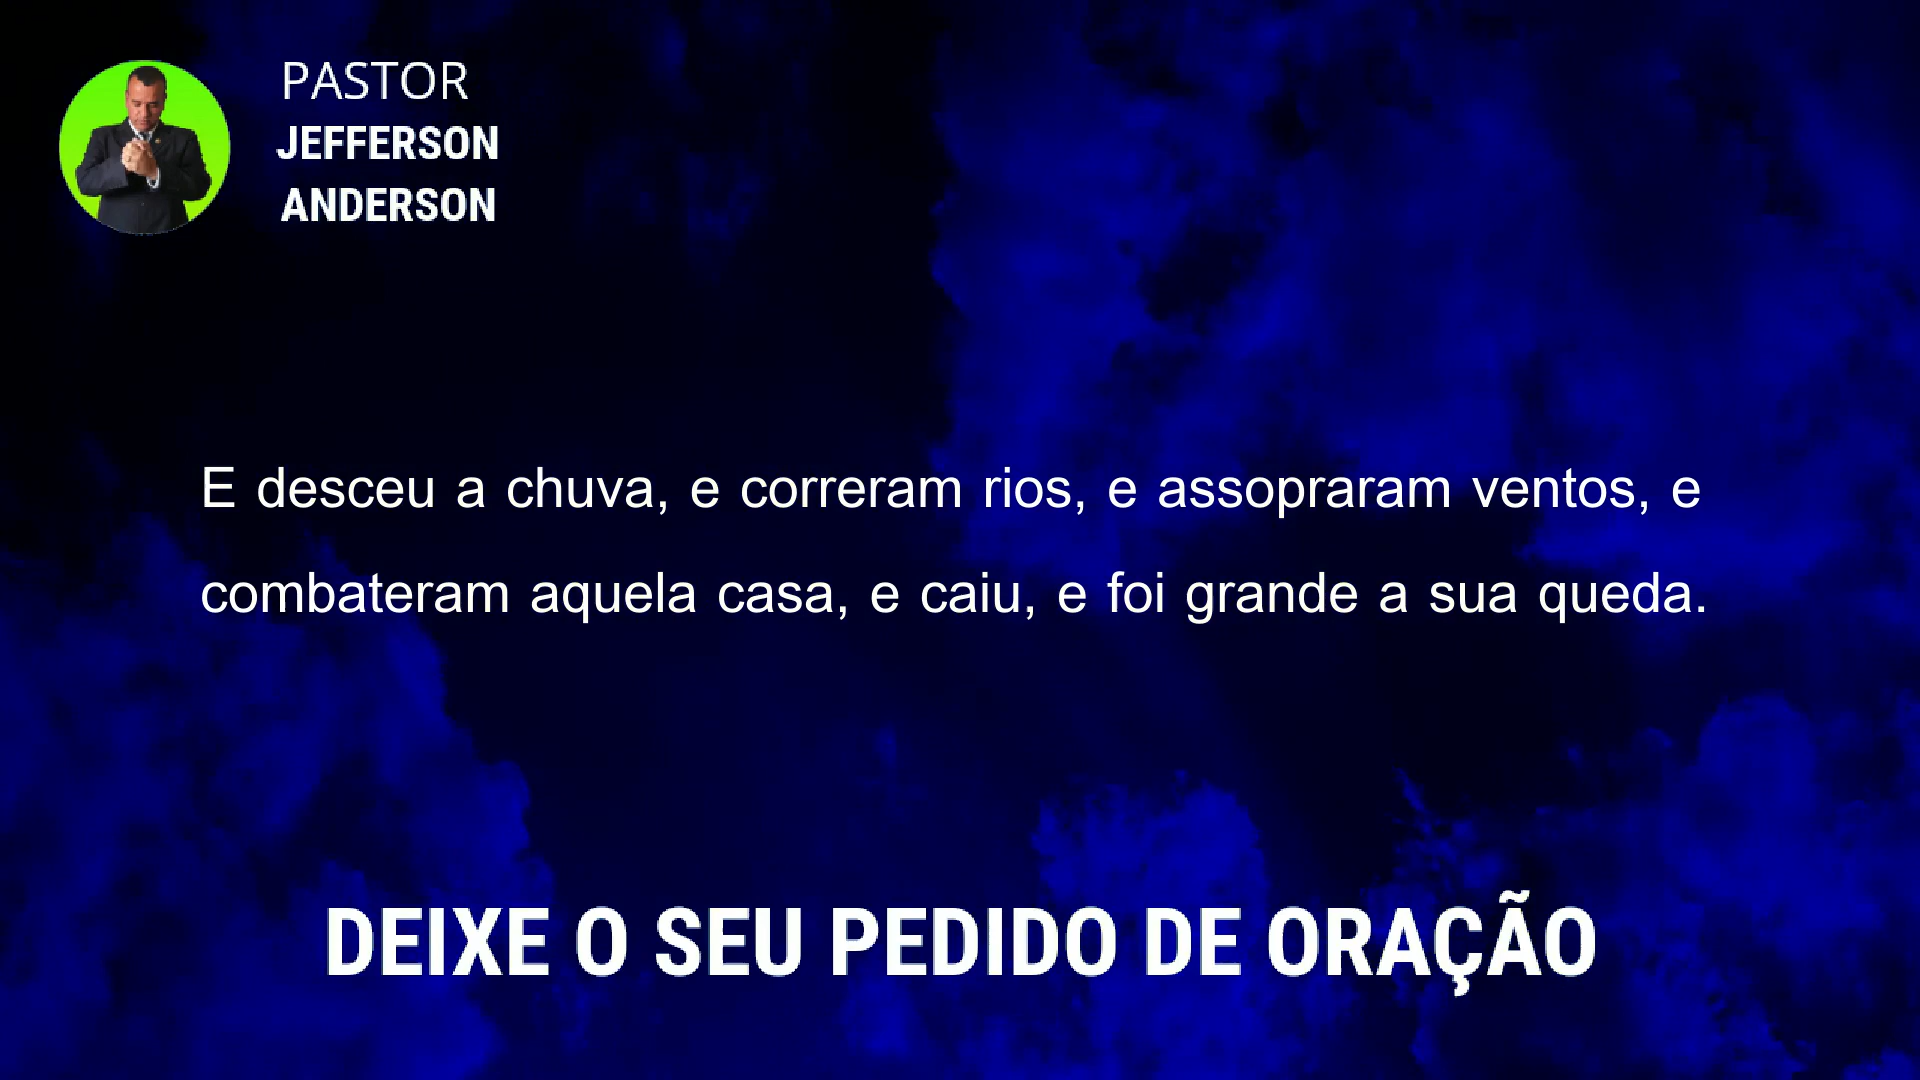 PASTOR
JEFFERSON
ANDERSON
E desceu a chuva, e correram rios, e assopraram ventos, e
combateram aquela casa, e caiu, e foi grande a sua queda.
DEIXE O SEU PEDIDO DE ORAÇÃO